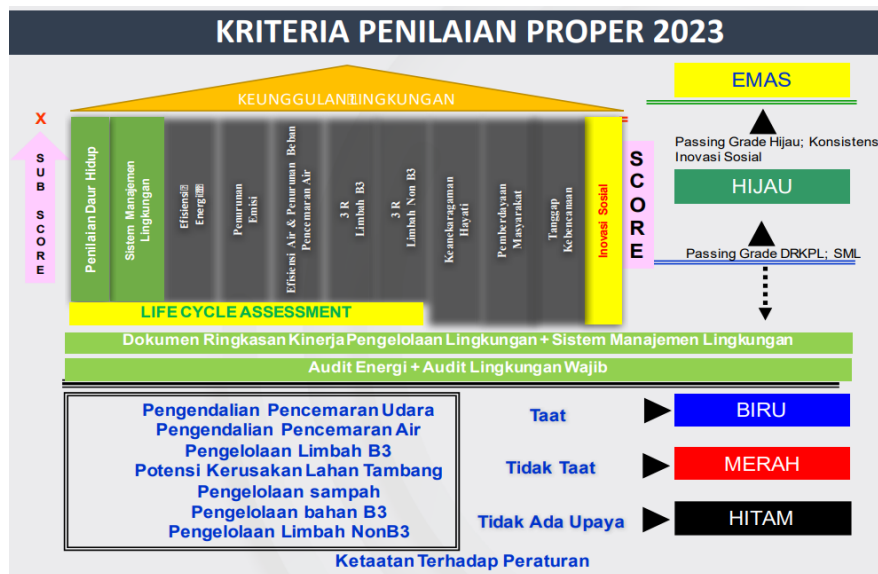 KRITERIA PENILAIAN PROPER 2023
KEUNGGULAN LINGKUNGAN
X
SUB SCORE
Penilaian Daur Hidup
Sistem Manajemen
Lingkungan
Efisiensi
Energi
Penurunan
Emisi
Efisiensi Air & Penurunan Beban
Pencemaran Air
3 R
Limbah B3
3 R
Limbah Non B3
Keanekaragaman
Hayati
Pemberdayaan
Masyarakat
Tanggap
Kebencanaan
Inovasi Sosial
SCORE
LIFE CYCLE ASSESSMENT
Dokumen Ringkasan Kinerja Pengelolaan Lingkungan + Sistem Manajemen Lingkungan
Audit Energi + Audit Lingkungan Wajib
EMAS
Passing Grade Hijau; Konsistens
Inovasi Sosial
HIJAU
Passing Grade DRKPL; SML
Pengendalian Pencemaran Udara
Pengendalian Pencemaran Air
Pengelolaan Limbah B3
Potensi Kerusakan Lahan Tambang
Pengelolaan sampah
Pengelolaan bahan B3
Pengelolaan Limbah NonB3
Taat
BIRU
Tidak Taat
MERAH
Tidak Ada Upaya
HITAM
Ketaatan Terhadap Peraturan